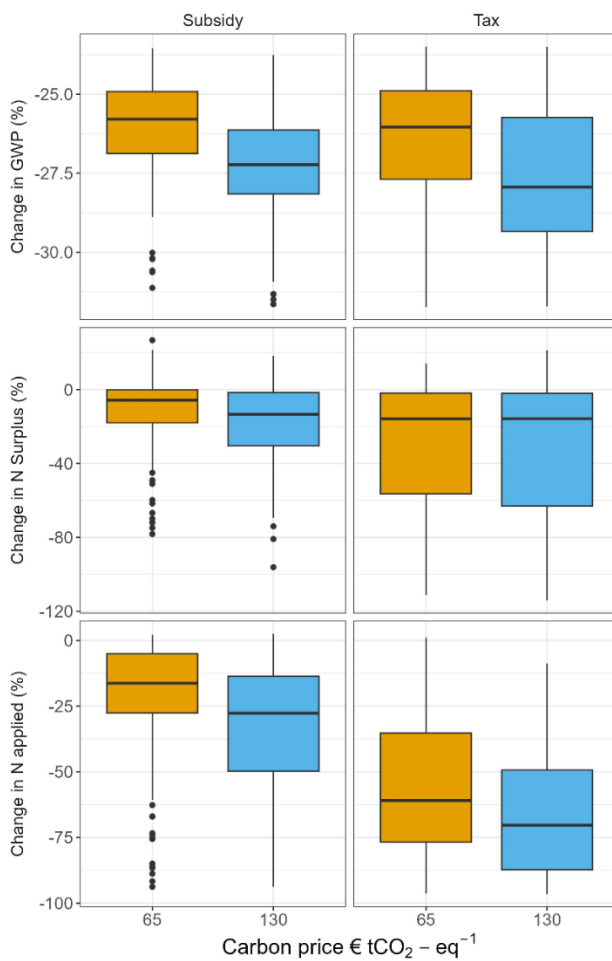 Subsidy
Tax
Change in GWP (%)
-25.0
-27.5
-30.0
Change in N Surplus (%)
0
-40
-80
-120
Change in N applied (%)
0
-25
-50
-75
-100
65
130
65
130
Carbon price € tCO₂ − eq⁻¹